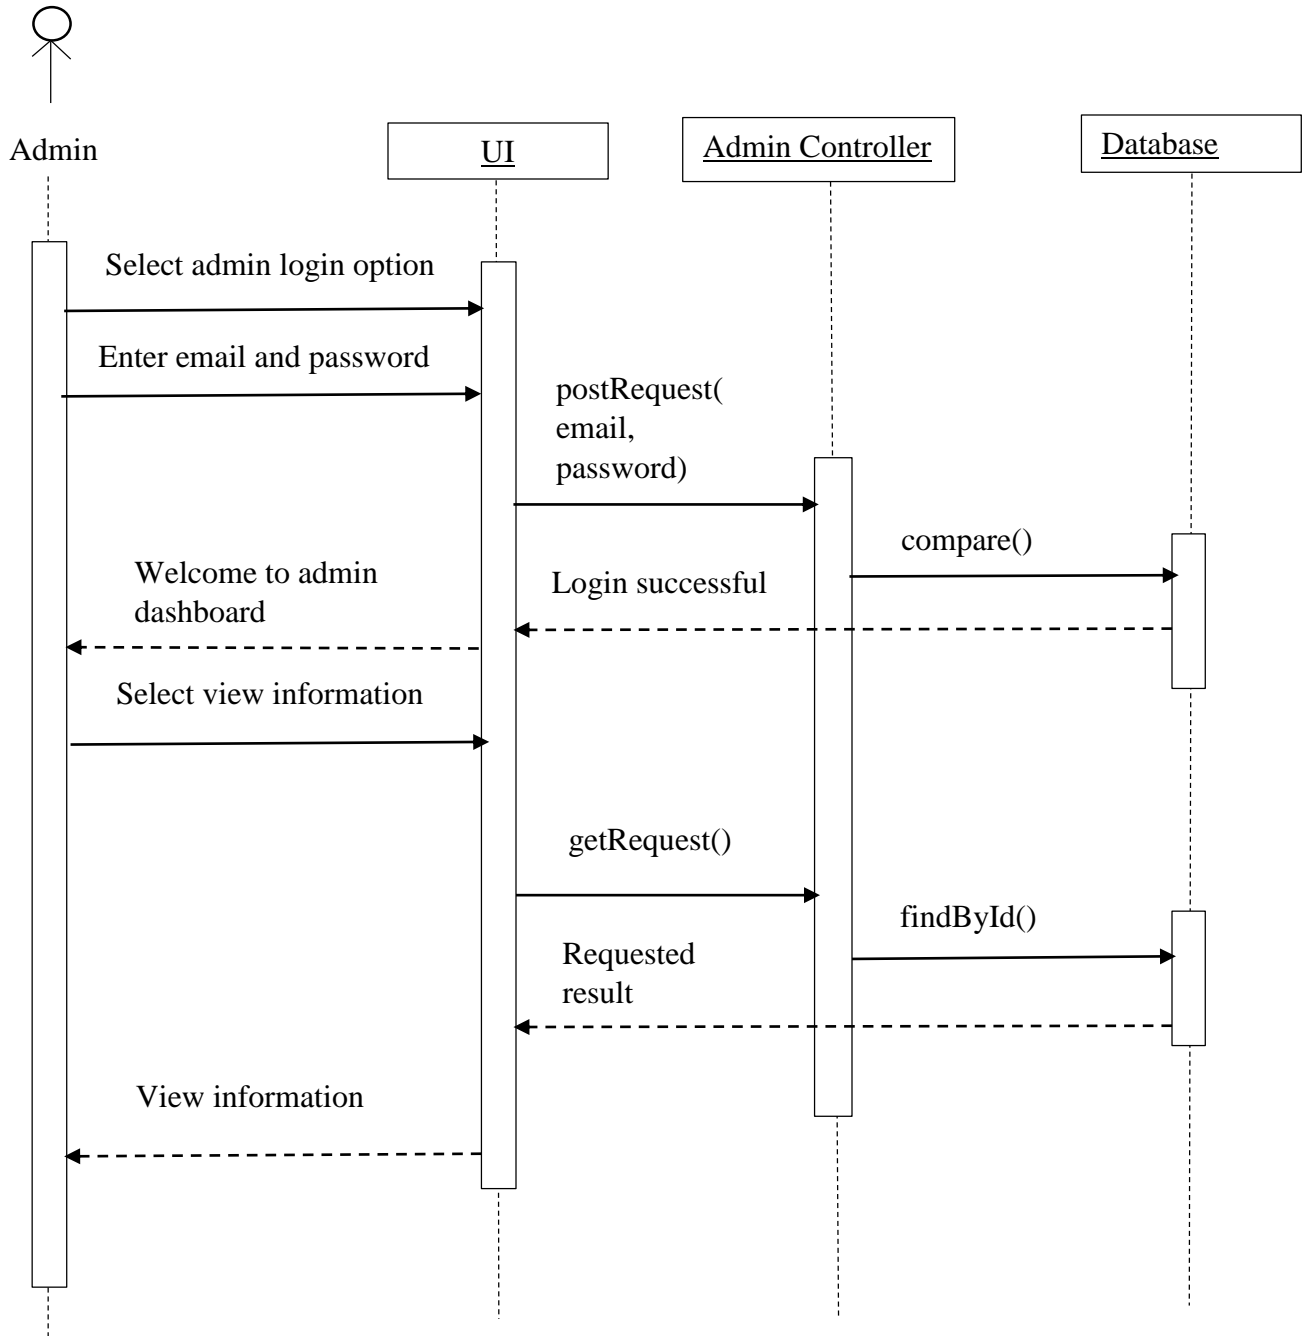 Admin
UI
Admin Controller
Database
Select admin login option
Enter email and password
postRequest(
email,
password)
compare()
Welcome to admin
dashboard
Login successful
Select view information
getRequest()
findById()
Requested
result
View information